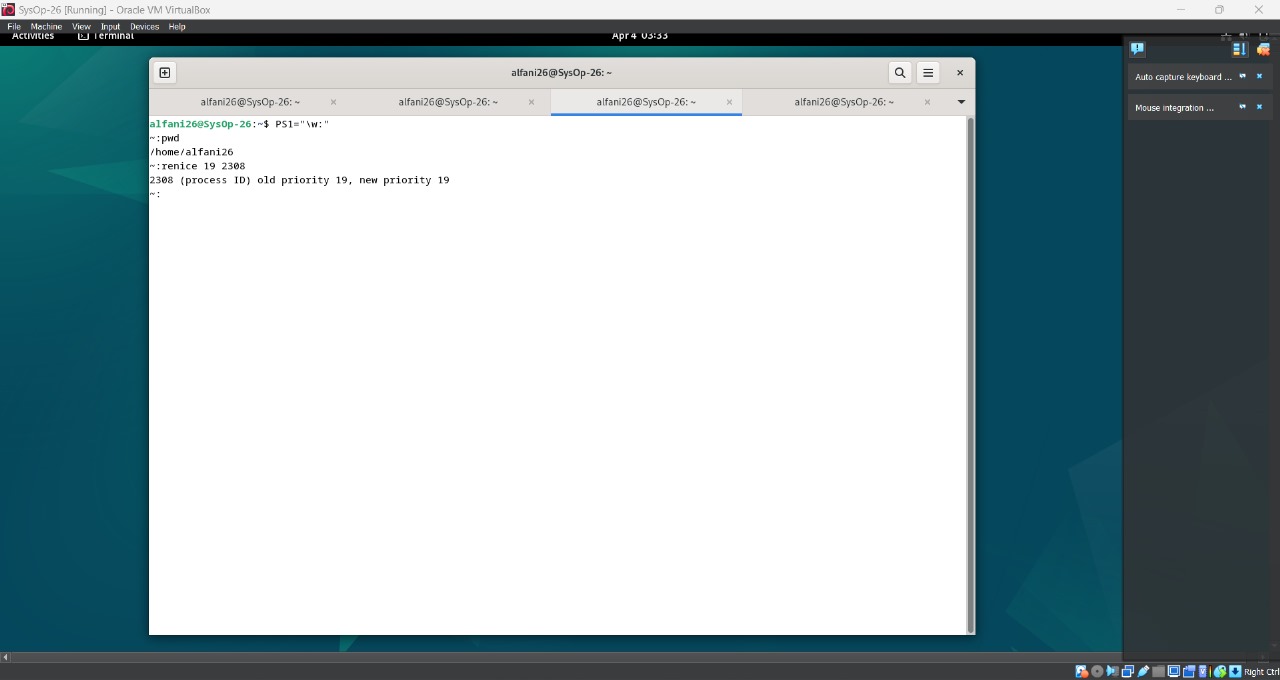 SysOp-26 [Running] - Oracle VM VirtualBox
File Machine View Input Devices Help
Activities Terminal Apr 4 03:33
alfani26@SysOp-26: ~
alfani26@SysOp-26: ~ × alfani26@SysOp-26: ~ × alfani26@SysOp-26: ~ × alfani26@SysOp-26: ~ ×
alfani26@SysOp-26:~$ PS1="\w:"
~:pwd
/home/alfani26
~:renice 19 2308
2308 (process ID) old priority 19, new priority 19
~:
Auto capture keyboard ...
Mouse integration ...
Right Ctrl